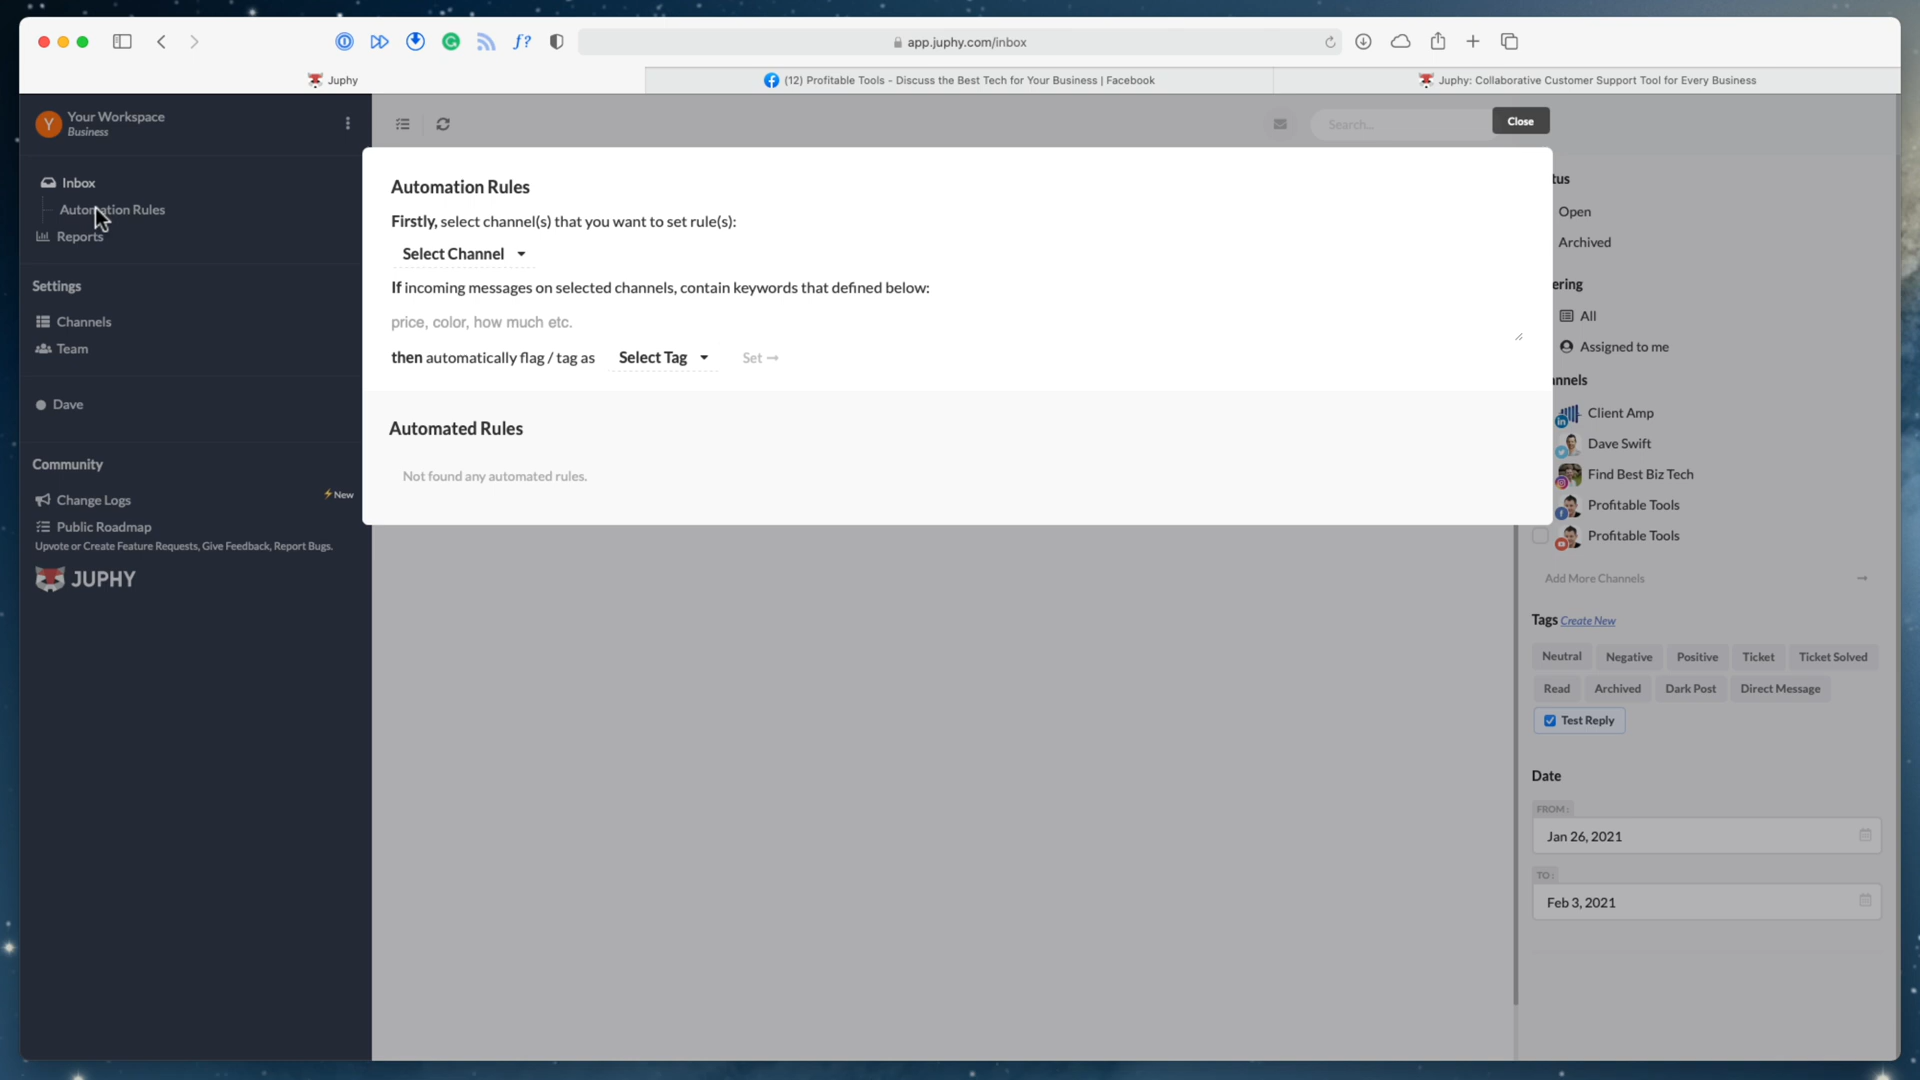 app.juphy.com/inbox
Juphy
(12) Profitable Tools - Discuss the Best Tech for Your Business | Facebook
Juphy: Collaborative Customer Support Tool for Every Business
Y
Your Workspace
Business
Inbox
Automation Rules
Reports
Settings
Channels
Team
Dave
Community
Change Logs
⚡New
Public Roadmap
Upvote or Create Feature Requests, Give Feedback, Report Bugs.
JUPHY
Search...
Close
Automation Rules
Firstly, select channel(s) that you want to set rule(s):
Select Channel
If incoming messages on selected channels, contain keywords that defined below:
price, color, how much etc.
then automatically flag / tag as Select Tag Set →
Automated Rules
Not found any automated rules.
tus
Open
Archived
ering
All
Assigned to me
nnels
Client Amp
Dave Swift
Find Best Biz Tech
Profitable Tools
Profitable Tools
Add More Channels →
Tags Create New
Neutral Negative Positive Ticket Ticket Solved
Read Archived Dark Post Direct Message
Test Reply
Date
FROM :
Jan 26, 2021
TO :
Feb 3, 2021